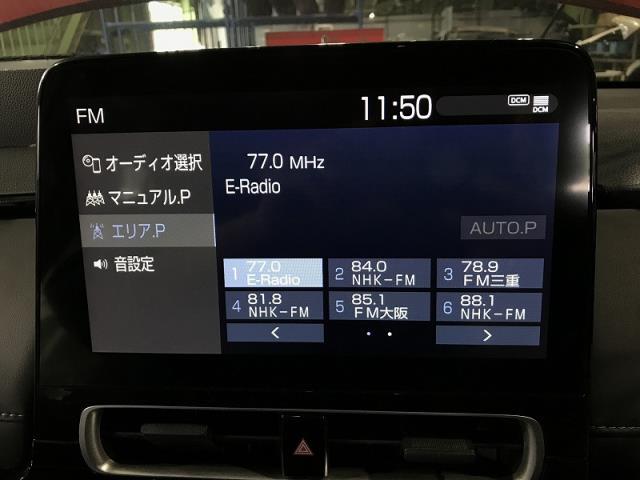 FM
11:50
DCM
DCM
オーディオ選択
マニュアル.P
エリア.P
音設定
77.0 MHz
E-Radio
AUTO.P
1 77.0 E-Radio
2 84.0 NHK-FM
3 78.9 FM三重
4 81.8 NHK-FM
5 85.1 FM大阪
6 88.1 NHK-FM